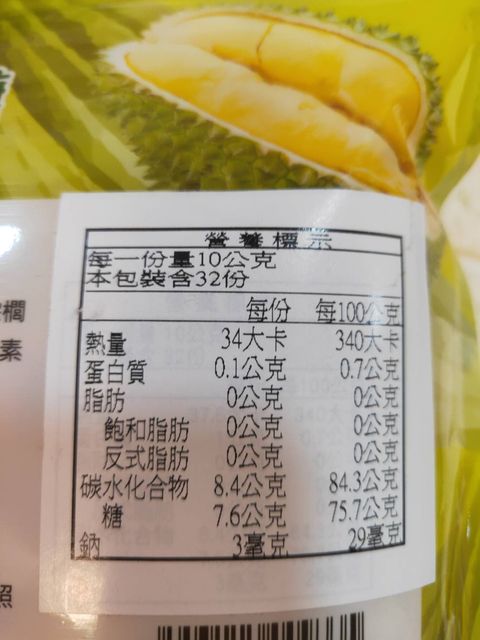 營養標示
每一份量10公克
本包裝含32份
每份 每100公克
熱量 34大卡 340大卡
蛋白質 0.1公克 0.7公克
脂肪 0公克 0公克
飽和脂肪 0公克 0公克
反式脂肪 0公克 0公克
碳水化合物 8.4公克 84.3公克
糖 7.6公克 75.7公克
鈉 3毫克 29毫克
素
照